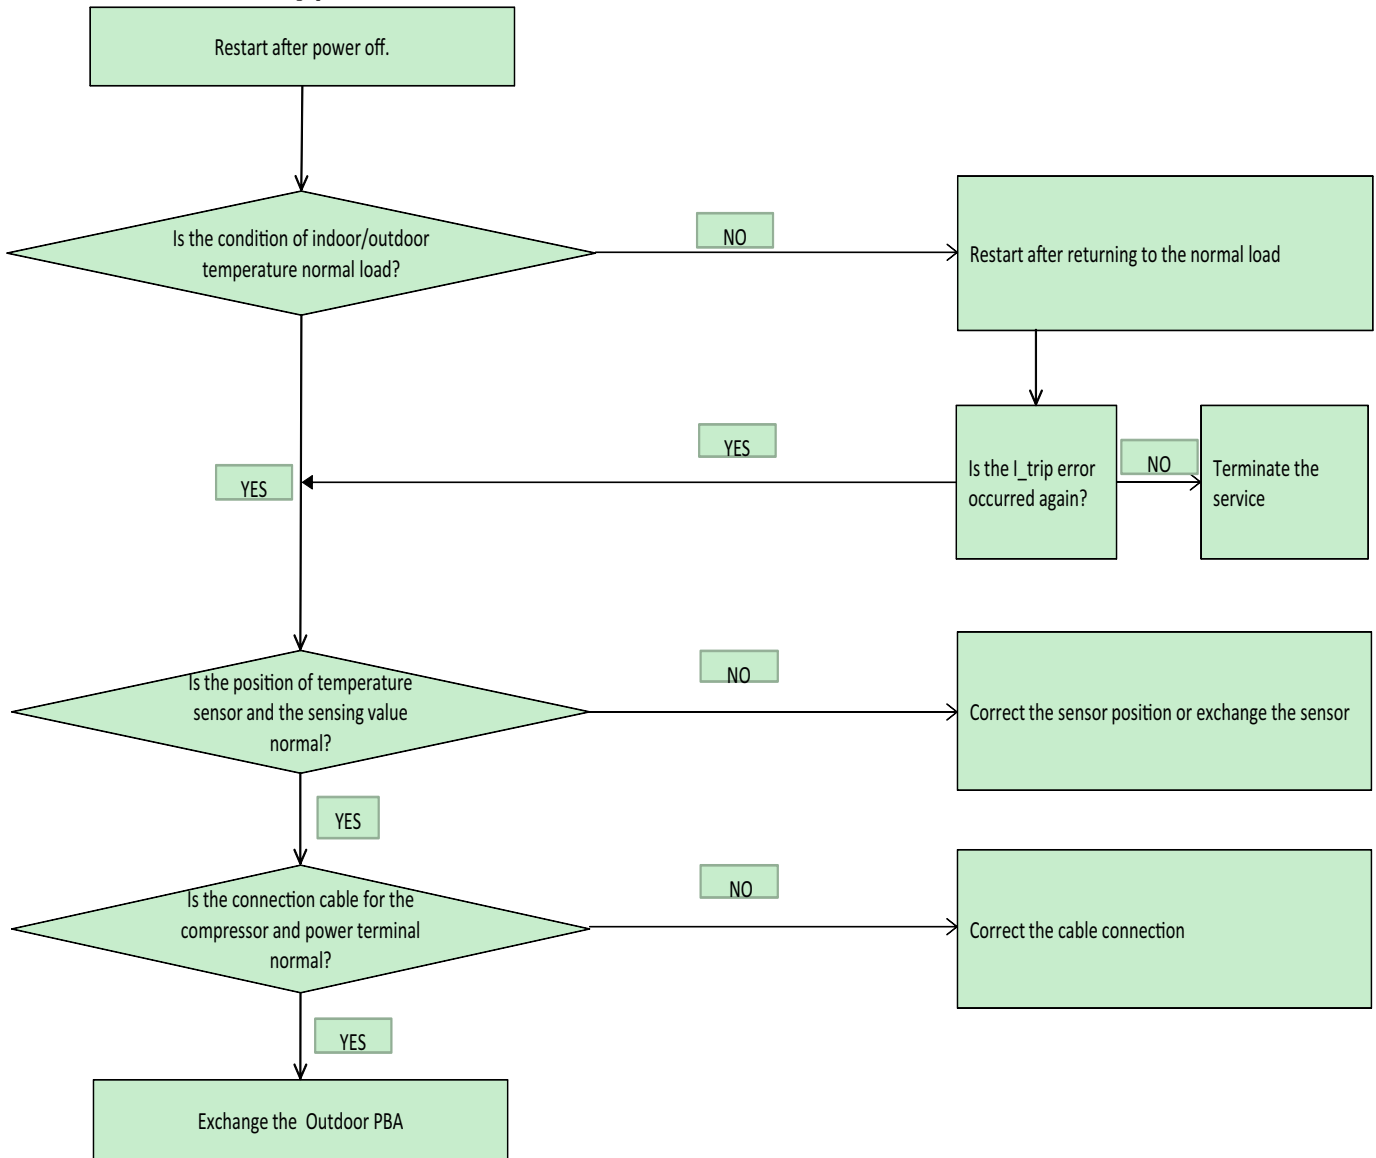 Restart after power off.
Is the condition of indoor/outdoor
temperature normal load?
NO
Restart after returning to the normal load
YES
YES
Is the I_trip error
occurred again?
NO
Terminate the
service
Is the position of temperature
sensor and the sensing value
normal?
NO
Correct the sensor position or exchange the sensor
YES
Is the connection cable for the
compressor and power terminal
normal?
NO
Correct the cable connection
YES
Exchange the  Outdoor PBA